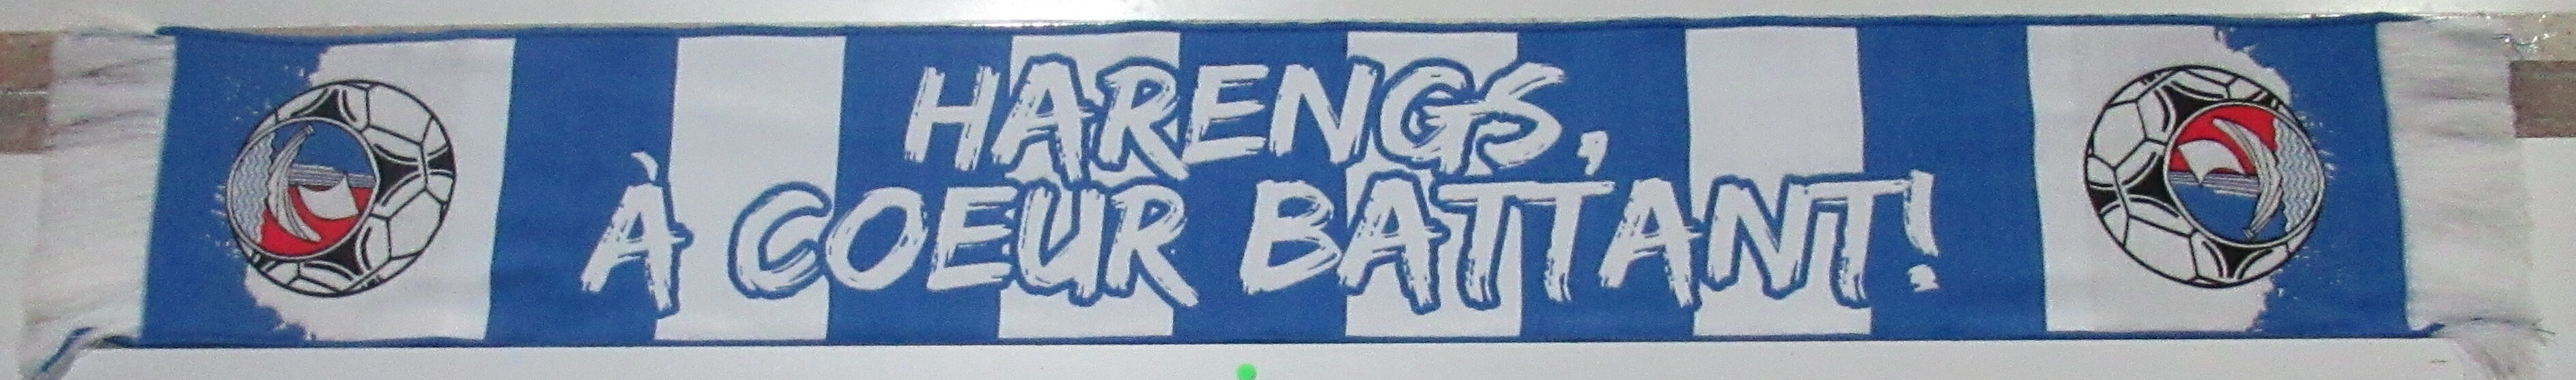 HARENGS,
À COEUR BATTANT!